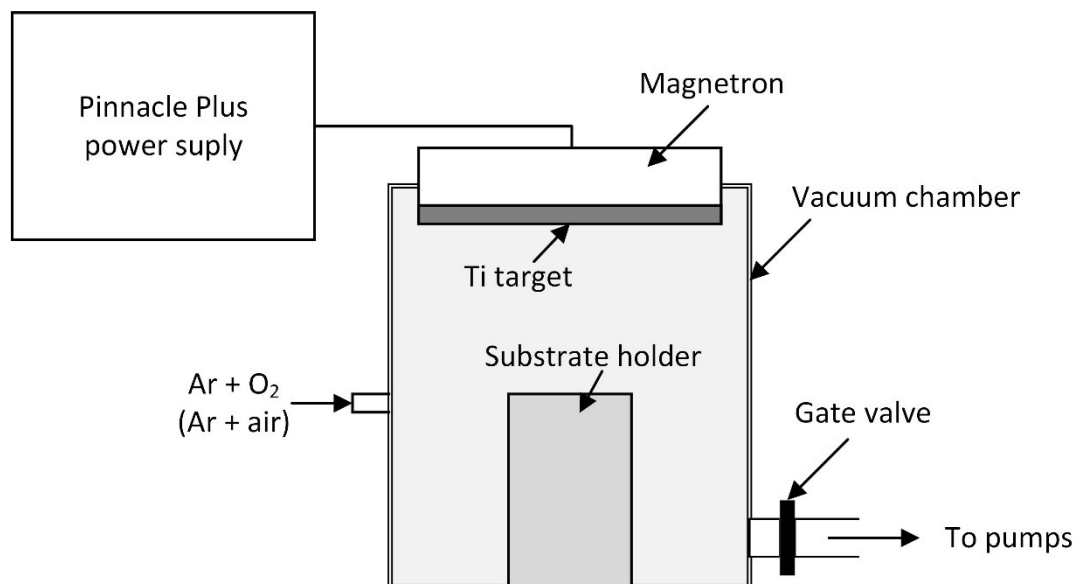 Pinnacle Plus
power suply
Magnetron
Vacuum chamber
Ti target
Substrate holder
Ar + O₂
(Ar + air)
Gate valve
To pumps